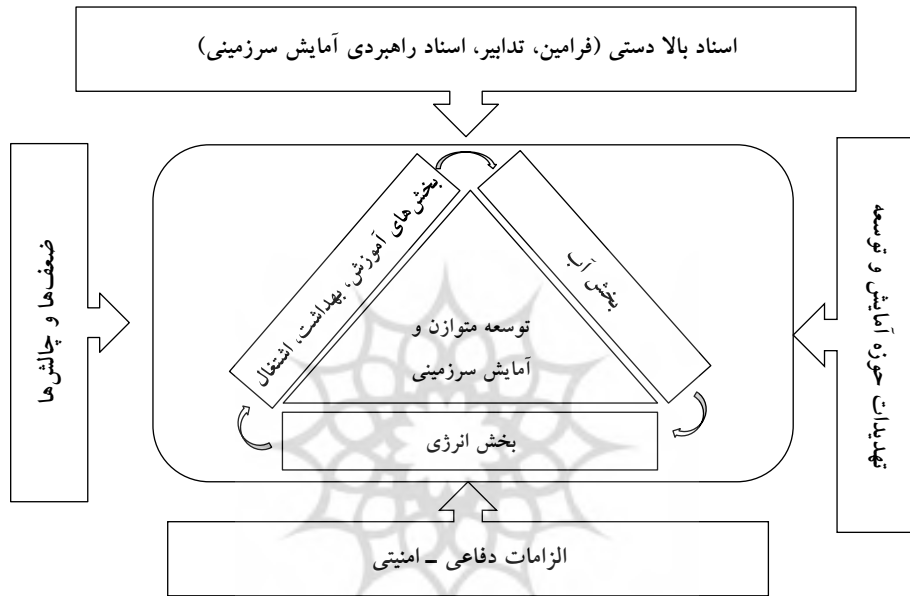 اسناد بالا دستی (فرامین، تدابیر، اسناد راهبردی آمایش سرزمینی)
تهدیدات حوزه آمایش و توسعه
ضعف‌ها و چالش‌ها
بخش آب
بخش‌های آموزش، بهداشت، اشتغال
توسعه متوازن و
آمایش سرزمینی
بخش انرژی
الزامات دفاعی – امنیتی